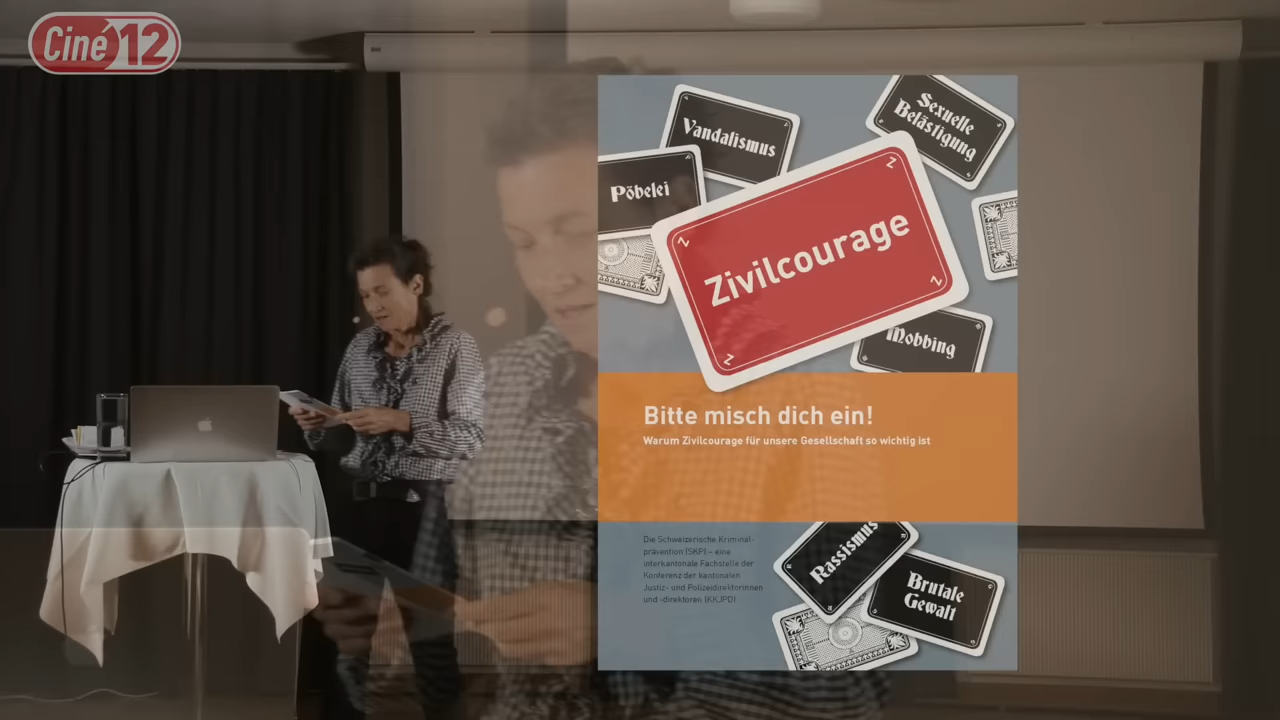 Ciné12
Vandalismus
Sexuelle
Belästigung
Pöbelei
Z
Z
Zivilcourage
Z
Z
Mobbing
Bitte misch dich ein!
Warum Zivilcourage für unsere Gesellschaft so wichtig ist
Die Schweizerische Kriminal-
prävention (SKP) – eine
interkantonale Fachstelle der
Konferenz der kantonalen
Justiz- und Polizeidirektorinnen
und -direktoren (KKJPD)
Rassismus
Brutale
Gewalt